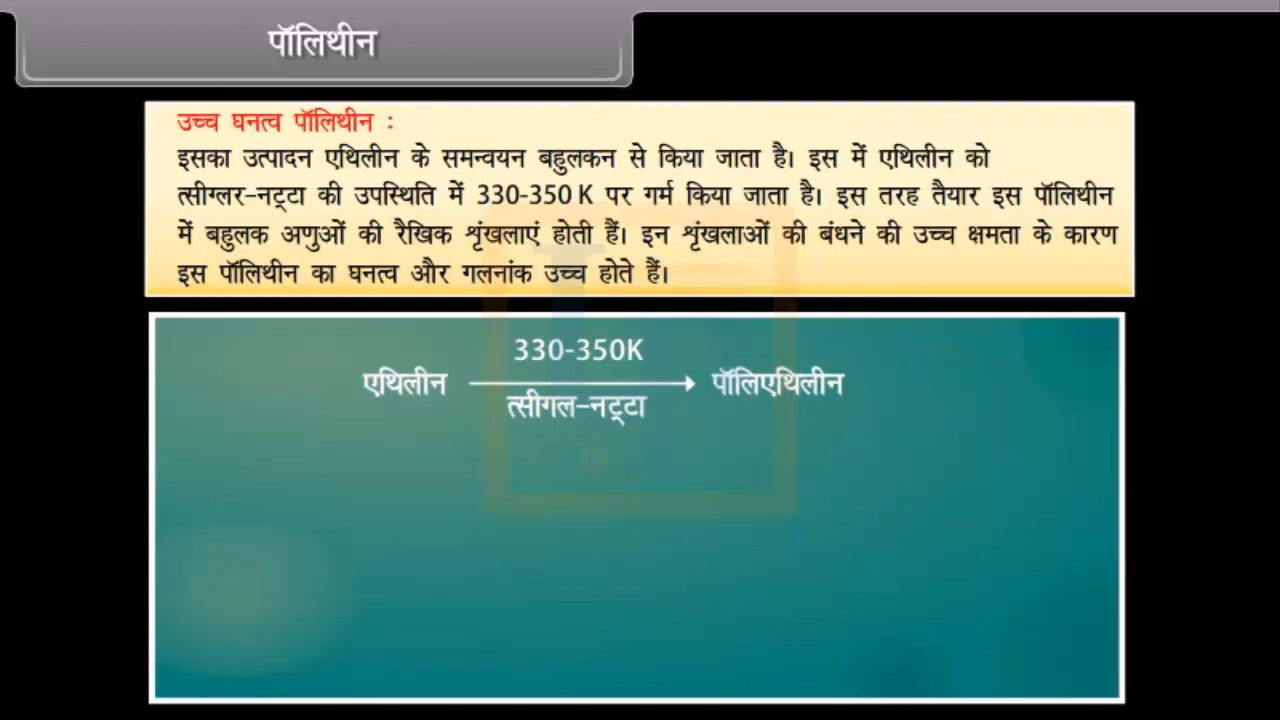 पॉलिथीन
उच्च घनत्व पॉलिथीन :
इसका उत्पादन एथिलीन के समन्वयन बहुलकन से किया जाता है। इस में एथिलीन को
त्सीग्लर-नट्टा की उपस्थिति में 330-350 K पर गर्म किया जाता है। इस तरह तैयार इस पॉलिथीन
में बहुलक अणुओं की रैखिक शृंखलाएं होती हैं। इन शृंखलाओं की बंधने की उच्च क्षमता के कारण
इस पॉलिथीन का घनत्व और गलनांक उच्च होते हैं।
330-350K
एथिलीन पॉलिएथिलीन
त्सीगल-नट्टा